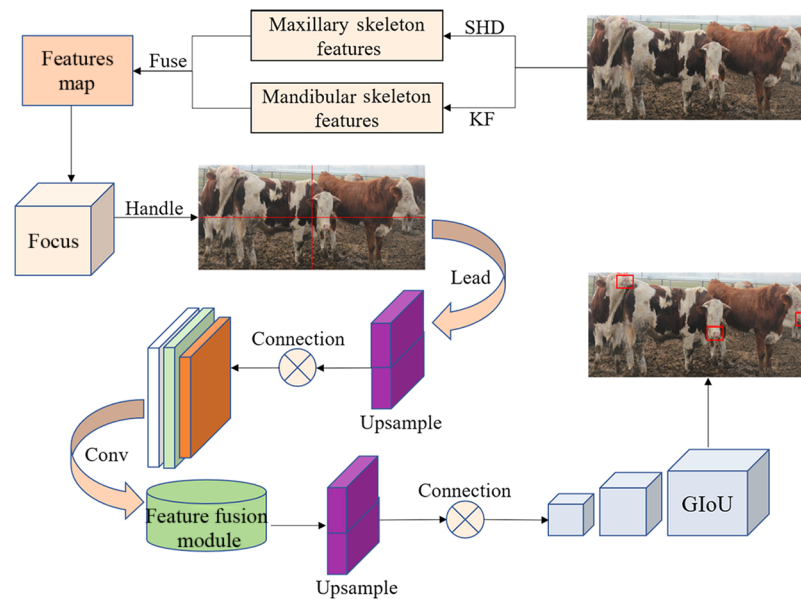 Maxillary skeleton
features
SHD
Features
map
Fuse
Mandibular skeleton
features
KF
Focus
Handle
Lead
Connection
Upsample
Conv
Feature fusion
module
Connection
GIoU
Upsample